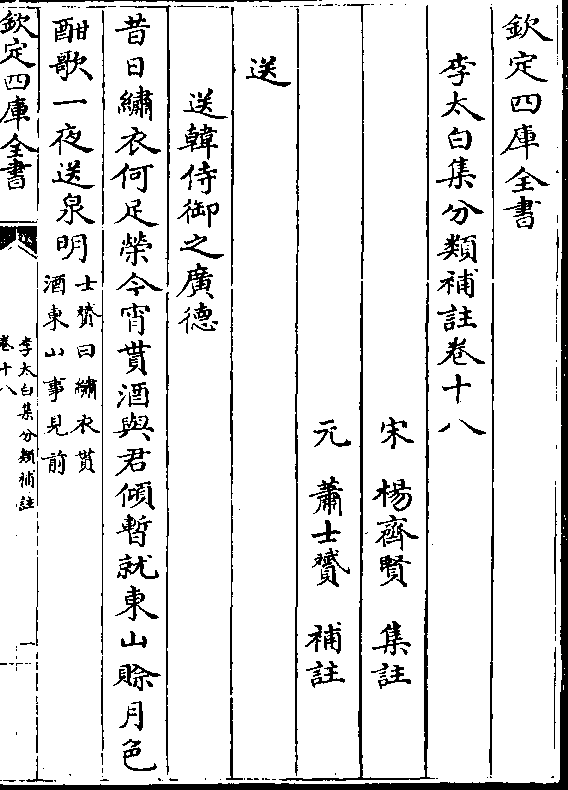 欽定四庫全書
李太白集分類補註卷十八
宋 楊齊賢 集註
元 蕭士贇 補註
送
送韓侍御之廣德
昔日繡衣何足榮今宵貰酒與君傾暫就東山賒月色
酣歌一夜送泉明
士贇曰繡衣貰
酒東山事見前
欽定四庫全書
李太白集分類補註
卷十八
一